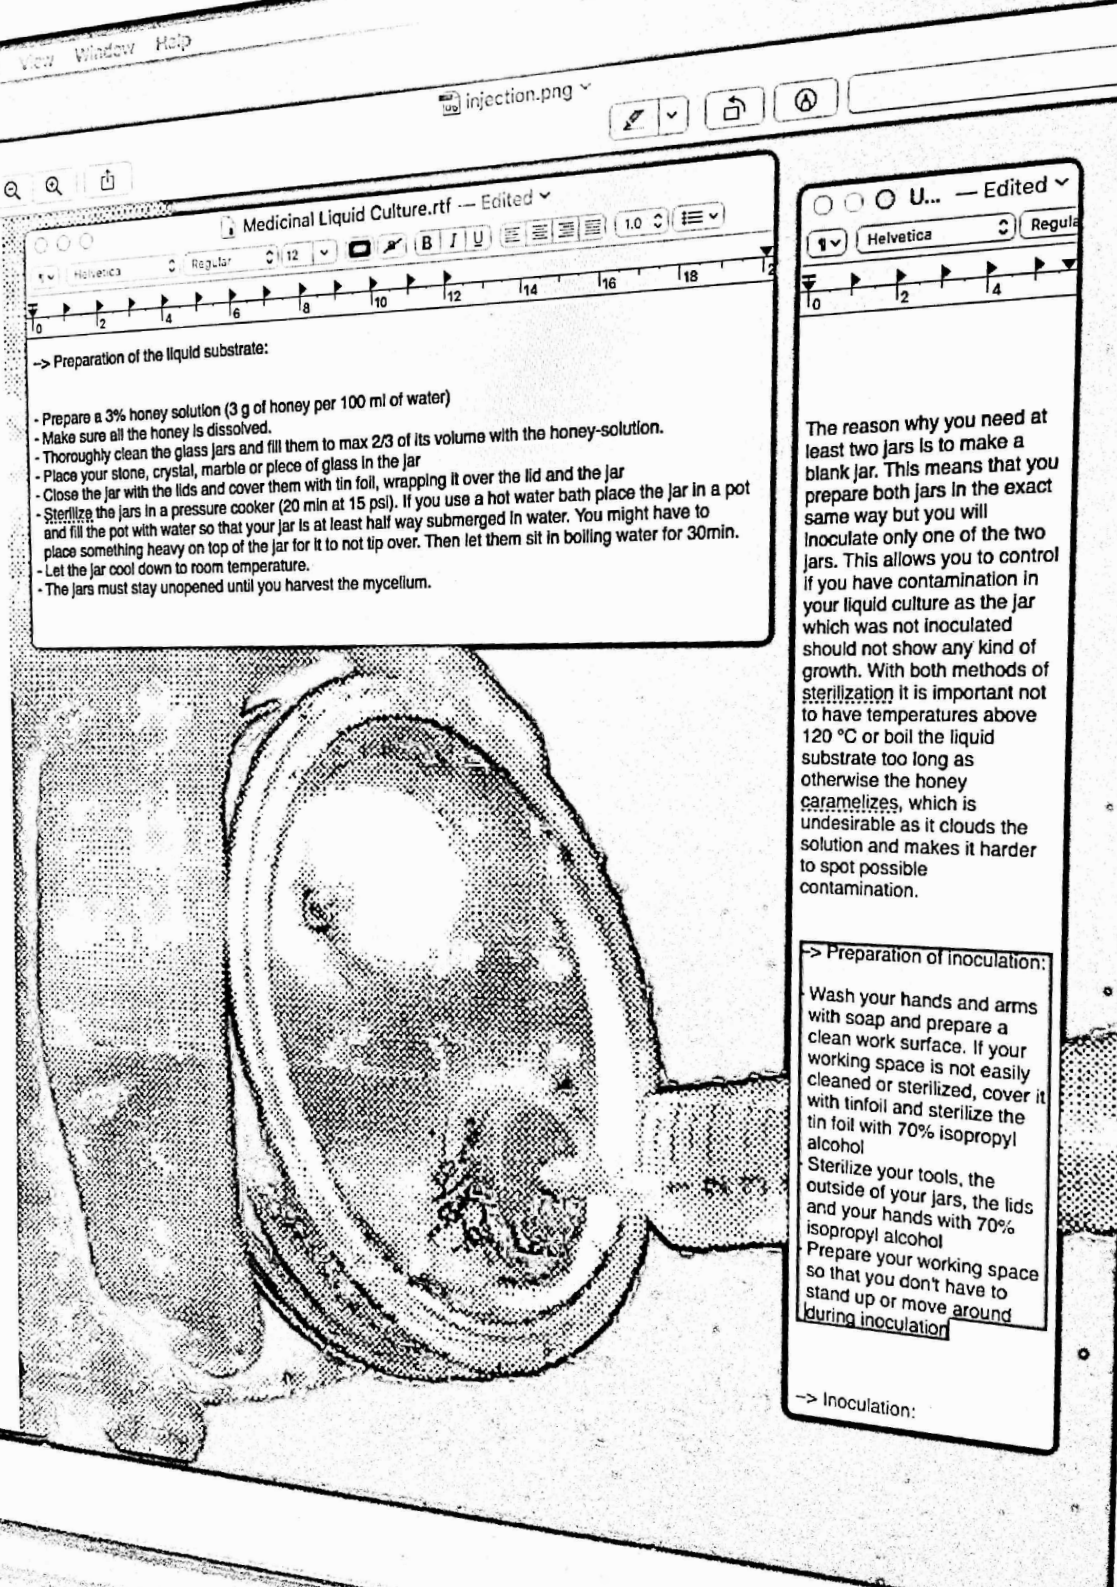 View Window Help
injection.png
Medicinal Liquid Culture.rtf — Edited
Helvetica Regular 12 B I U 1.0
0 2 4 6 8 10 12 14 16 18 2
--> Preparation of the liquid substrate:
- Prepare a 3% honey solution (3 g of honey per 100 ml of water)
- Make sure all the honey is dissolved.
- Thoroughly clean the glass jars and fill them to max 2/3 of its volume with the honey-solution.
- Place your stone, crystal, marble or piece of glass in the jar
- Close the jar with the lids and cover them with tin foil, wrapping it over the lid and the jar
- Sterilize the jars in a pressure cooker (20 min at 15 psi). If you use a hot water bath place the jar in a pot
and fill the pot with water so that your jar is at least half way submerged in water. You might have to
place something heavy on top of the jar for it to not tip over. Then let them sit in boiling water for 30min.
- Let the jar cool down to room temperature.
- The jars must stay unopened until you harvest the mycelium.
U... — Edited
Helvetica Regula
0 2 4
The reason why you need at
least two jars is to make a
blank jar. This means that you
prepare both jars in the exact
same way but you will
inoculate only one of the two
jars. This allows you to control
if you have contamination in
your liquid culture as the jar
which was not inoculated
should not show any kind of
growth. With both methods of
sterilization it is important not
to have temperatures above
120 °C or boil the liquid
substrate too long as
otherwise the honey
caramelizes, which is
undesirable as it clouds the
solution and makes it harder
to spot possible
contamination.
--> Preparation of inoculation:
Wash your hands and arms
with soap and prepare a
clean work surface. If your
working space is not easily
cleaned or sterilized, cover it
with tinfoil and sterilize the
tin foil with 70% isopropyl
alcohol
Sterilize your tools, the
outside of your jars, the lids
and your hands with 70%
isopropyl alcohol
Prepare your working space
so that you don't have to
stand up or move around
during inoculation
--> Inoculation: